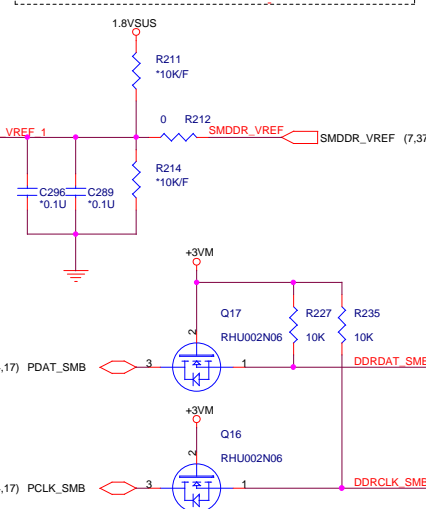 1.8VSUS
R211
*10K/F
0 R212
VREF_1
SMDDR_VREF
SMDDR_VREF (7,37
R214
*10K/F
C296 C289
*0.1U *0.1U
+3VM
Q17 R227 R235
RHU002N06 10K 10K
2
,17) PDAT_SMB 3 1 DDRDAT_SMB
+3VM
Q16
RHU002N06
2
,17) PCLK_SMB 3 1 DDRCLK_SMB